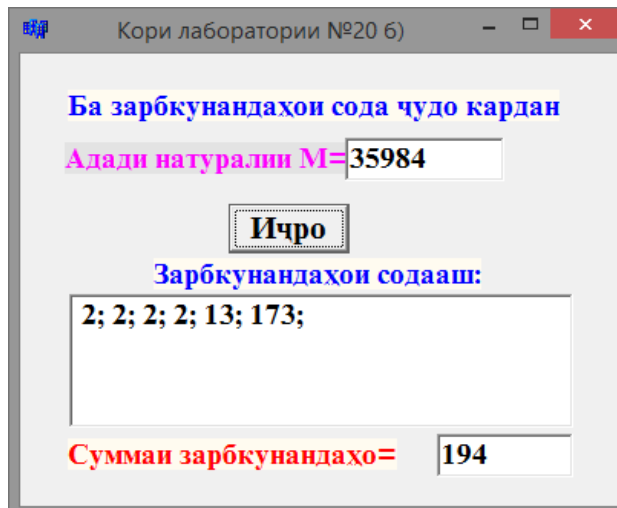 Кори лаборатории №20 б)
Ба зарбкунандаҳои сода ҷудо кардан
Адади натуралии М=35984
Иҷро
Зарбкунандаҳои содааш:
2; 2; 2; 2; 13; 173;
Суммаи зарбкунандаҳо= 194